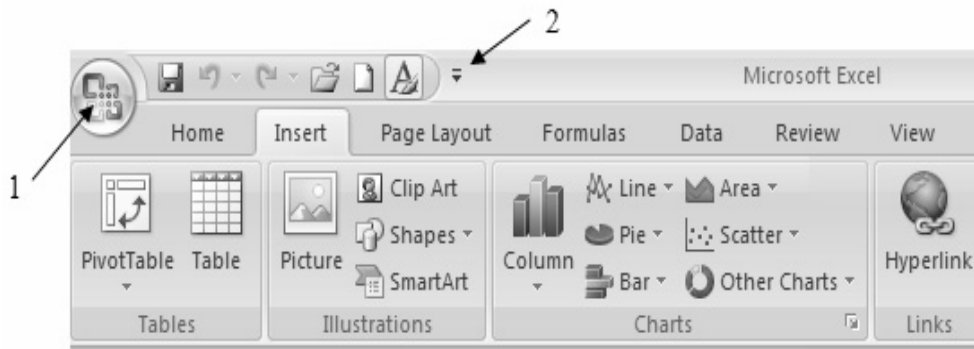 2
Microsoft Excel
1
Home Insert Page Layout Formulas Data Review View
PivotTable Table
Tables
Picture Clip Art
Shapes
SmartArt
Illustrations
Column Line Area
Pie Scatter
Bar Other Charts
Charts
Hyperlink
Links